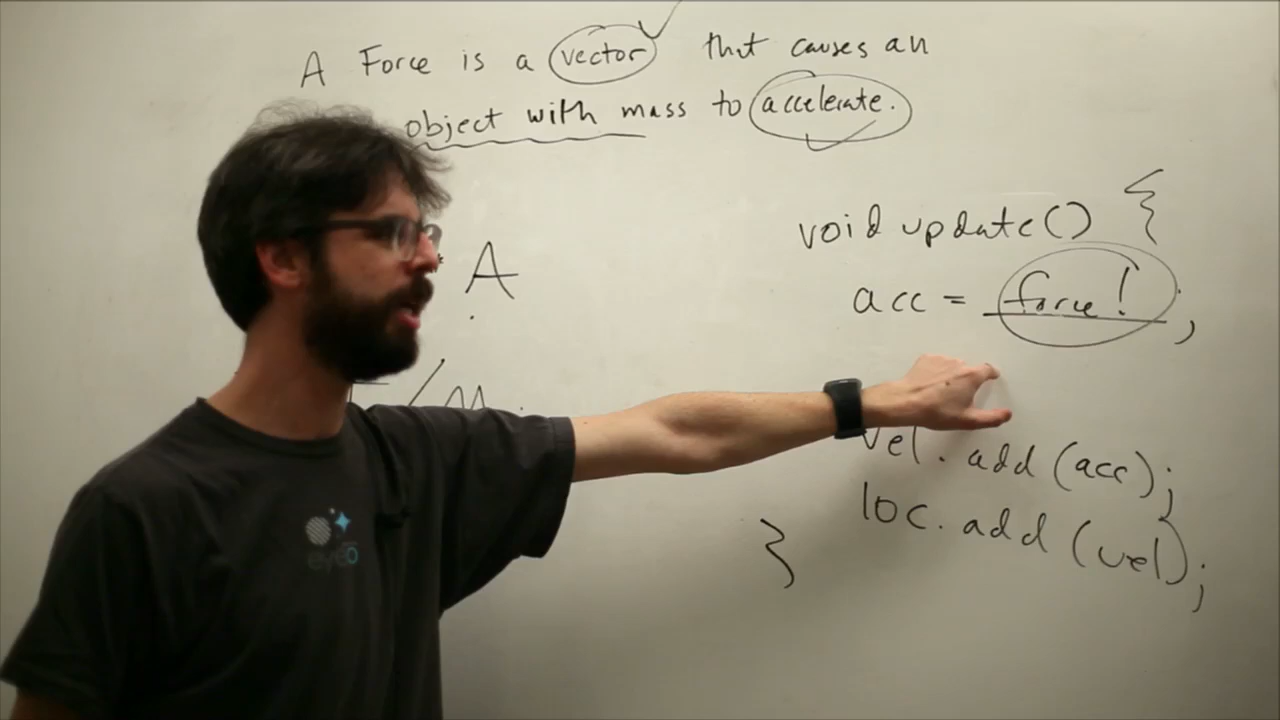 A Force is a vector that causes an
object with mass to accelerate.
A
/M
void update() {
acc = force! ;
vel. add (acc);
loc. add (vel);
}
eyeo